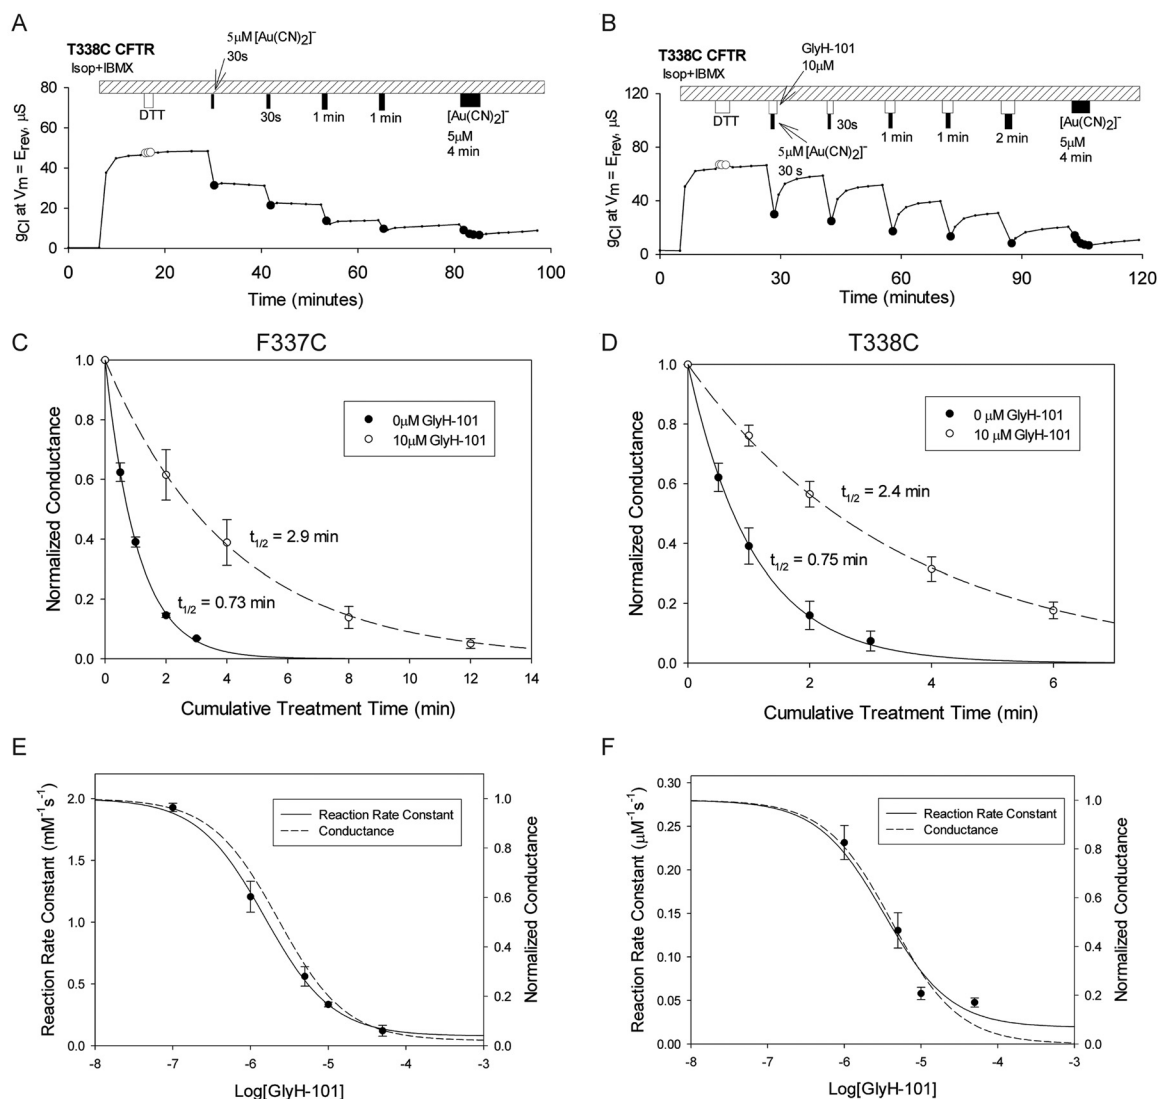 A
T338C CFTR
Isop+IBMX
5μM [Au(CN)2]⁻
30s
DTT
30s
1 min
1 min
[Au(CN)2]⁻
5μM
4 min
gCl at Vm = Erev, μS
80
60
40
20
0
0 20 40 60 80 100
Time (minutes)
B
T338C CFTR
Isop+IBMX
GlyH-101
10μM
DTT
5μM [Au(CN)2]⁻
30 s
30s
1 min
1 min
2 min
[Au(CN)2]⁻
5μM
4 min
gCl at Vm = Erev, μS
120
80
40
0
0 30 60 90 120
Time (minutes)
C
F337C
Normalized Conductance
1.0
0.8
0.6
0.4
0.2
0.0
0μM GlyH-101
10μM GlyH-101
t1/2 = 2.9 min
t1/2 = 0.73 min
0 2 4 6 8 10 12 14
Cumulative Treatment Time (min)
D
T338C
Normalized Conductance
1.0
0.8
0.6
0.4
0.2
0.0
0 μM GlyH-101
10 μM GlyH-101
t1/2 = 2.4 min
t1/2 = 0.75 min
0 2 4 6
Cumulative Treatment Time (min)
E
Reaction Rate Constant (mM⁻¹s⁻¹)
2.0
1.5
1.0
0.5
0.0
Reaction Rate Constant
Conductance
1.0
0.8
0.6
0.4
0.2
0.0
Normalized Conductance
-8 -7 -6 -5 -4 -3
Log[GlyH-101]
F
Reaction Rate Constant (μM⁻¹s⁻¹)
0.30
0.25
0.20
0.15
0.10
0.05
0.00
Reaction Rate Constant
Conductance
1.0
0.8
0.6
0.4
0.2
0.0
Normalized Conductance
-8 -7 -6 -5 -4 -3
Log[GlyH-101]